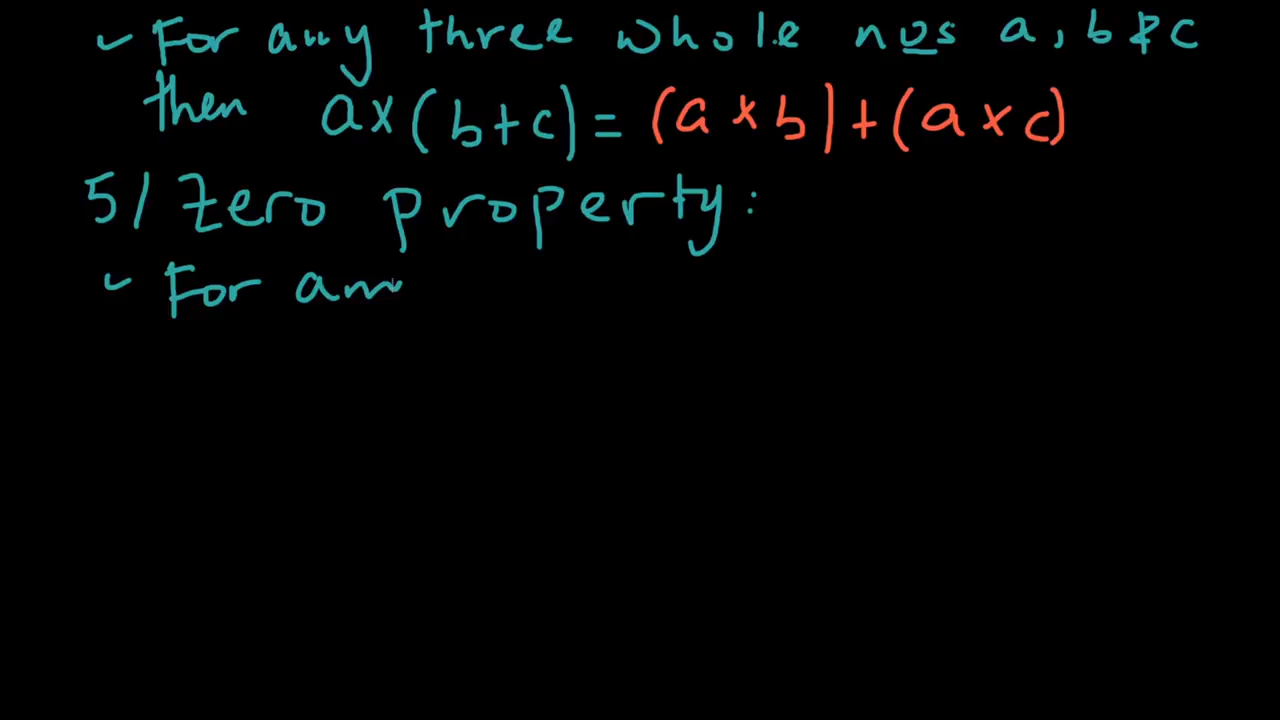 ✓ For any three whole nos a, b & c
then a×(b+c) = (a×b)+(a×c)
5/ Zero property:
✓ For an